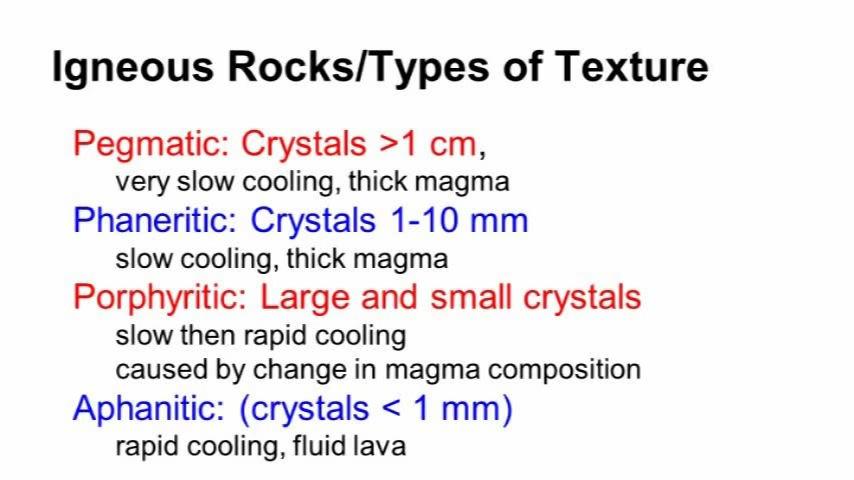 Igneous Rocks/Types of Texture
Pegmatic: Crystals >1 cm,
very slow cooling, thick magma
Phaneritic: Crystals 1-10 mm
slow cooling, thick magma
Porphyritic: Large and small crystals
slow then rapid cooling
caused by change in magma composition
Aphanitic: (crystals < 1 mm)
rapid cooling, fluid lava